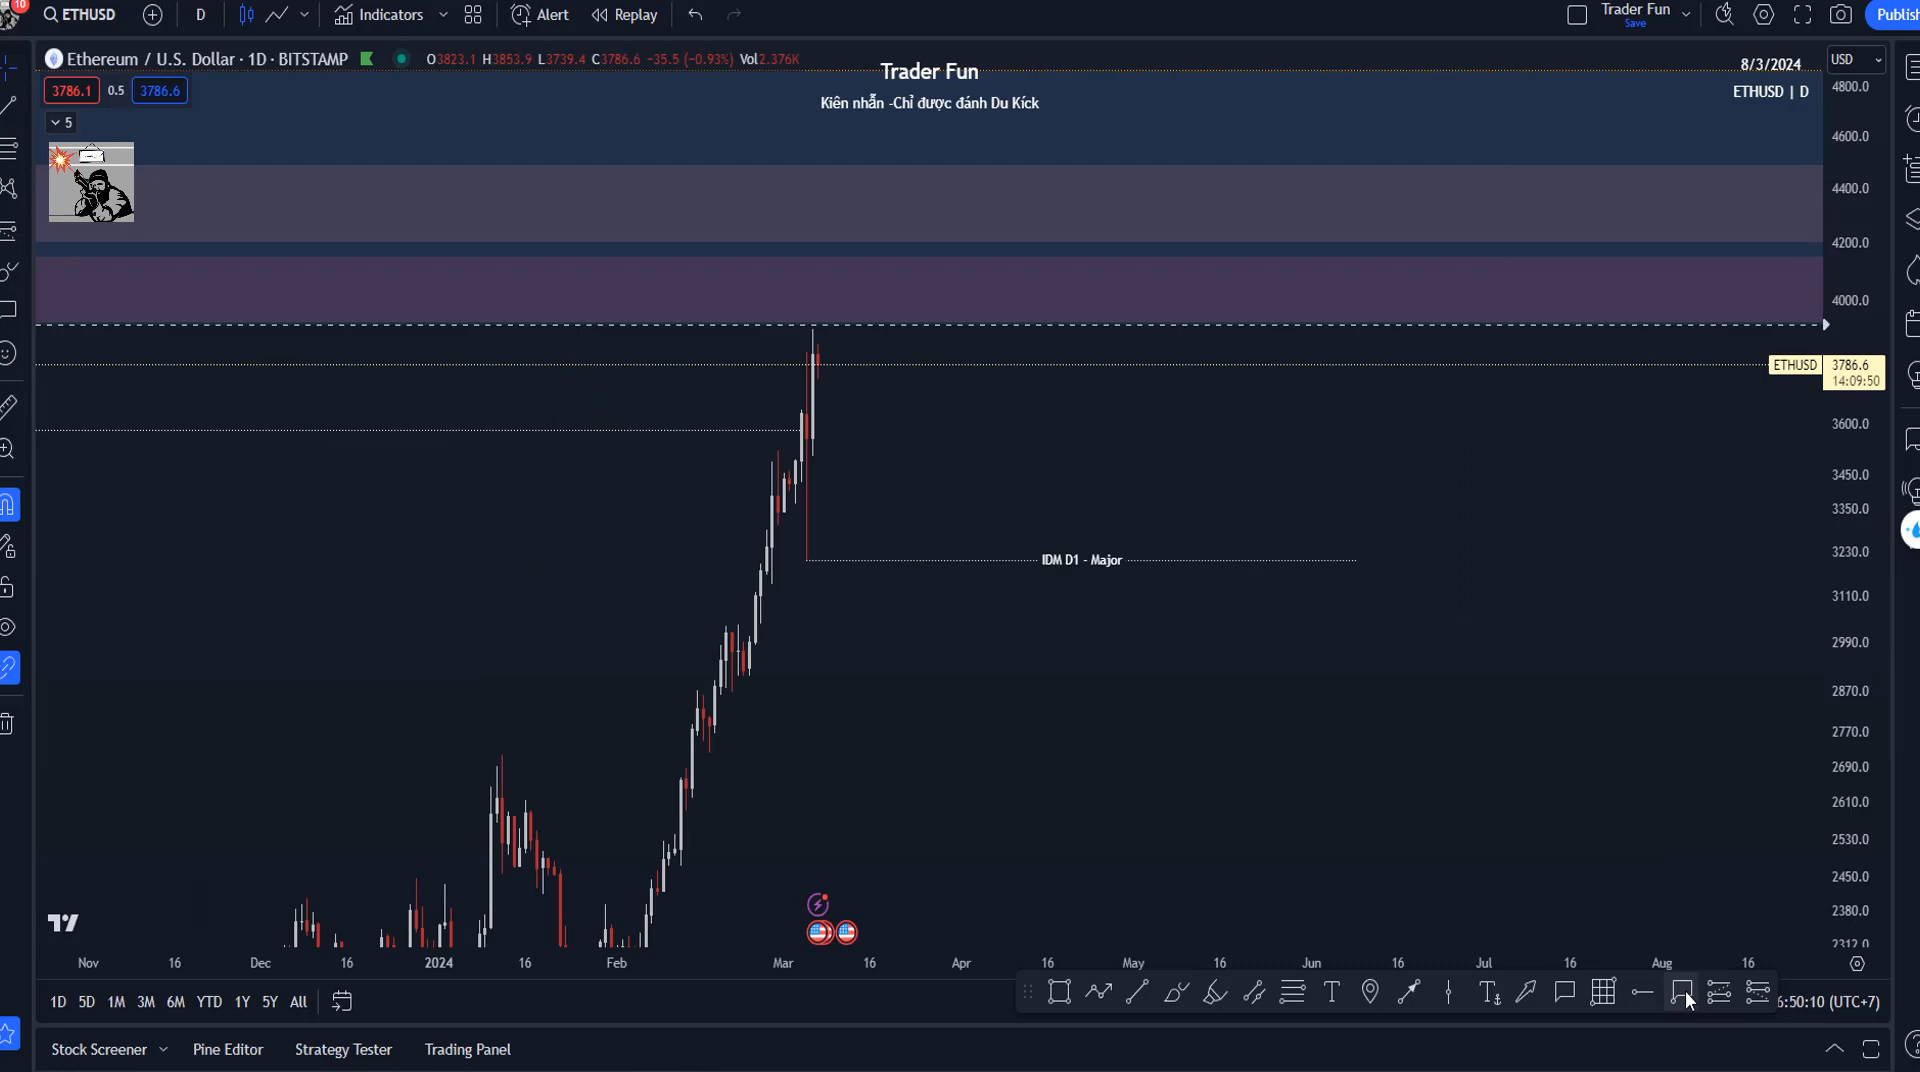 10
ETHUSD
D
Indicators
Alert
Replay
Trader Fun
Save
Publish
Ethereum / U.S. Dollar · 1D · BITSTAMP
O3823.1 H3853.9 L3739.4 C3786.6 −35.5 (−0.93%) Vol2.376K
3786.1
0.5
3786.6
5
Trader Fun
Kiên nhẫn -Chỉ được đánh Du Kích
8/3/2024
ETHUSD | D
USD
4800.0
4600.0
4400.0
4200.0
4000.0
ETHUSD
3786.6
14:09:50
3600.0
3450.0
3350.0
3230.0
3110.0
2990.0
2870.0
2770.0
2690.0
2610.0
2530.0
2450.0
2380.0
2312.0
IDM D1 - Major
Nov
16
Dec
16
2024
16
Feb
Mar
16
Apr
16
May
16
Jun
16
Jul
16
Aug
16
1D
5D
1M
3M
6M
YTD
1Y
5Y
All
6:50:10 (UTC+7)
Stock Screener
Pine Editor
Strategy Tester
Trading Panel